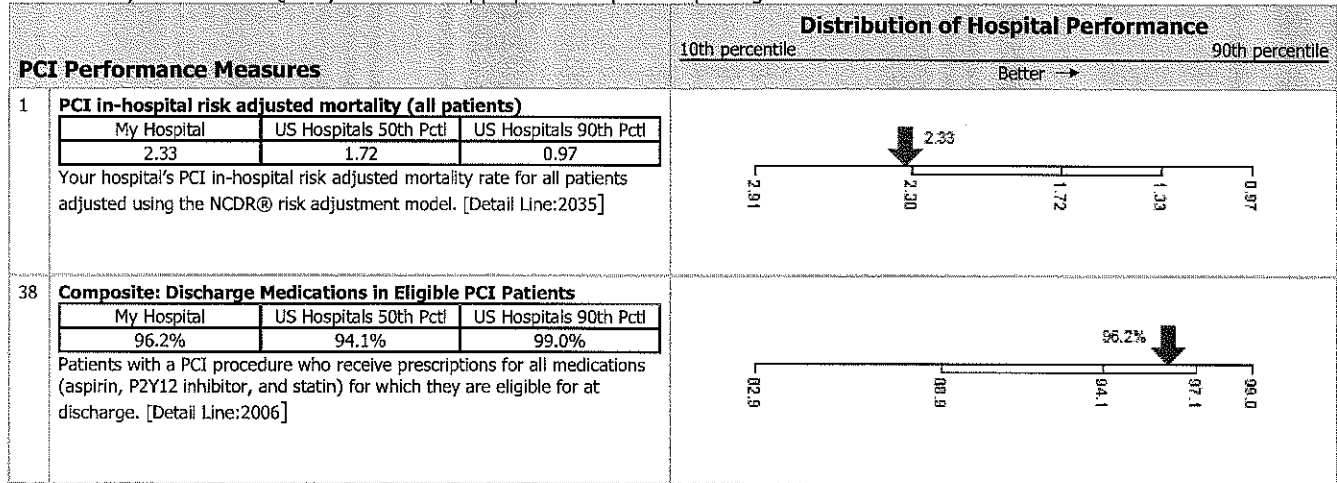 Distribution of Hospital Performance
10th percentile 90th percentile
Better →
PCI Performance Measures
1 PCI in-hospital risk adjusted mortality (all patients)
My Hospital US Hospitals 50th Pctl US Hospitals 90th Pctl
2.33 1.72 0.97
Your hospital's PCI in-hospital risk adjusted mortality rate for all patients
adjusted using the NCDR® risk adjustment model. [Detail Line:2035]
2.33
2.91 2.30 1.72 1.33 0.97
38 Composite: Discharge Medications in Eligible PCI Patients
My Hospital US Hospitals 50th Pctl US Hospitals 90th Pctl
96.2% 94.1% 99.0%
Patients with a PCI procedure who receive prescriptions for all medications
(aspirin, P2Y12 inhibitor, and statin) for which they are eligible for at
discharge. [Detail Line:2006]
96.2%
82.9 88.9 94.1 97.1 99.0